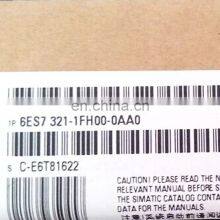 1P 6ES7 321-1FH00-0AA0
S C-E6T81622
CAUTION! PLEASE READ
RELEVANT MANUAL BEFORE
THE SIMATIC CATALOG CONTA
DATA FOR THE MANUALS.